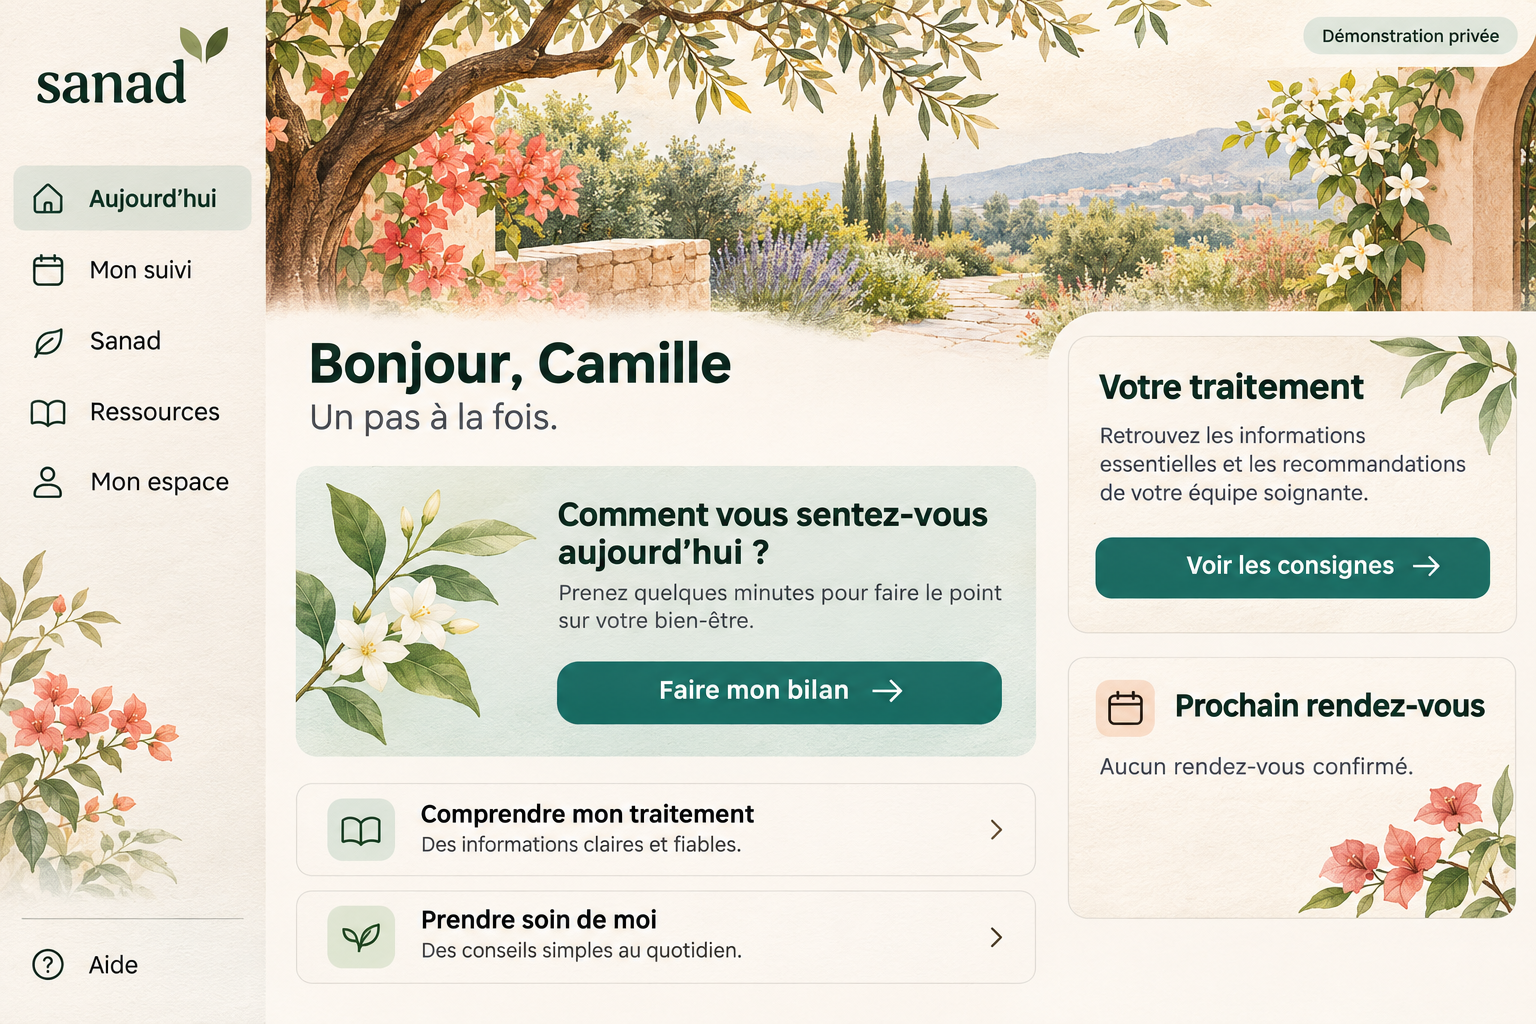 sanad
Aujourd’hui
Mon suivi
Sanad
Ressources
Mon espace
Aide
Démonstration privée
Bonjour, Camille
Un pas à la fois.
Comment vous sentez-vous
aujourd’hui ?
Prenez quelques minutes pour faire le point
sur votre bien-être.
Faire mon bilan
Comprendre mon traitement
Des informations claires et fiables.
Prendre soin de moi
Des conseils simples au quotidien.
Votre traitement
Retrouvez les informations
essentielles et les recommandations
de votre équipe soignante.
Voir les consignes
Prochain rendez-vous
Aucun rendez-vous confirmé.